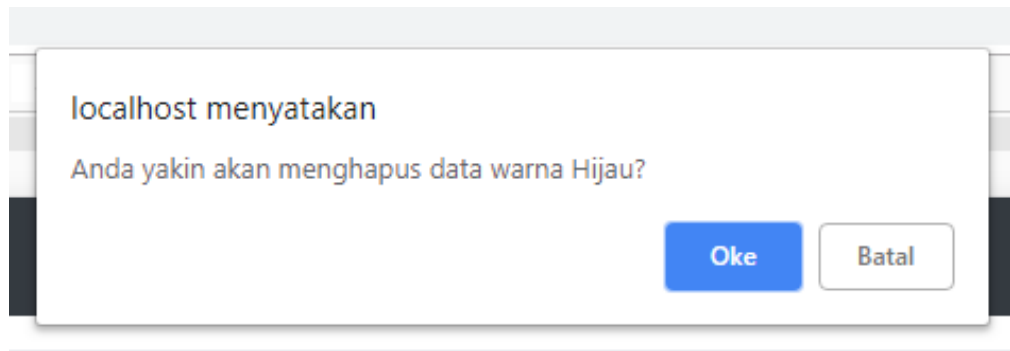 localhost menyatakan
Anda yakin akan menghapus data warna Hijau?
Oke Batal